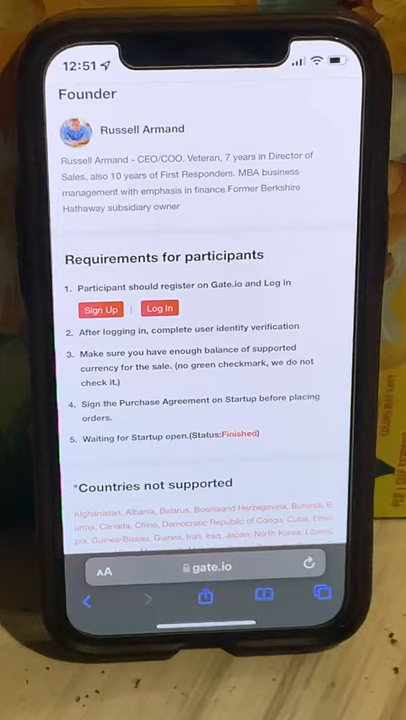 12:51
Founder
Russell Armand
Russell Armand - CEO/COO. Veteran, 7 years in Director of
Sales, also 10 years of First Responders. MBA business
management with emphasis in finance.Former Berkshire
Hathaway subsidiary owner
Requirements for participants
1. Participant should register on Gate.io and Log in
Sign Up | Log In
2. After logging in, complete user identity verification
3. Make sure you have enough balance of supported
currency for the sale. (no green checkmark, we do not
check it.)
4. Sign the Purchase Agreement on Startup before placing
orders.
5. Waiting for Startup open.(Status:Finished)
*Countries not supported
Afghanistan, Albania, Belarus, Bosniaand Herzegovida, Burundi, B
urma, Canada, China, Democratic Republic of Congo, Cuba, Ethio
pia, Guinea-Bissau, Guinea, Iran, Iraq, Japan, North Korea, Liberia,
AA gate.io